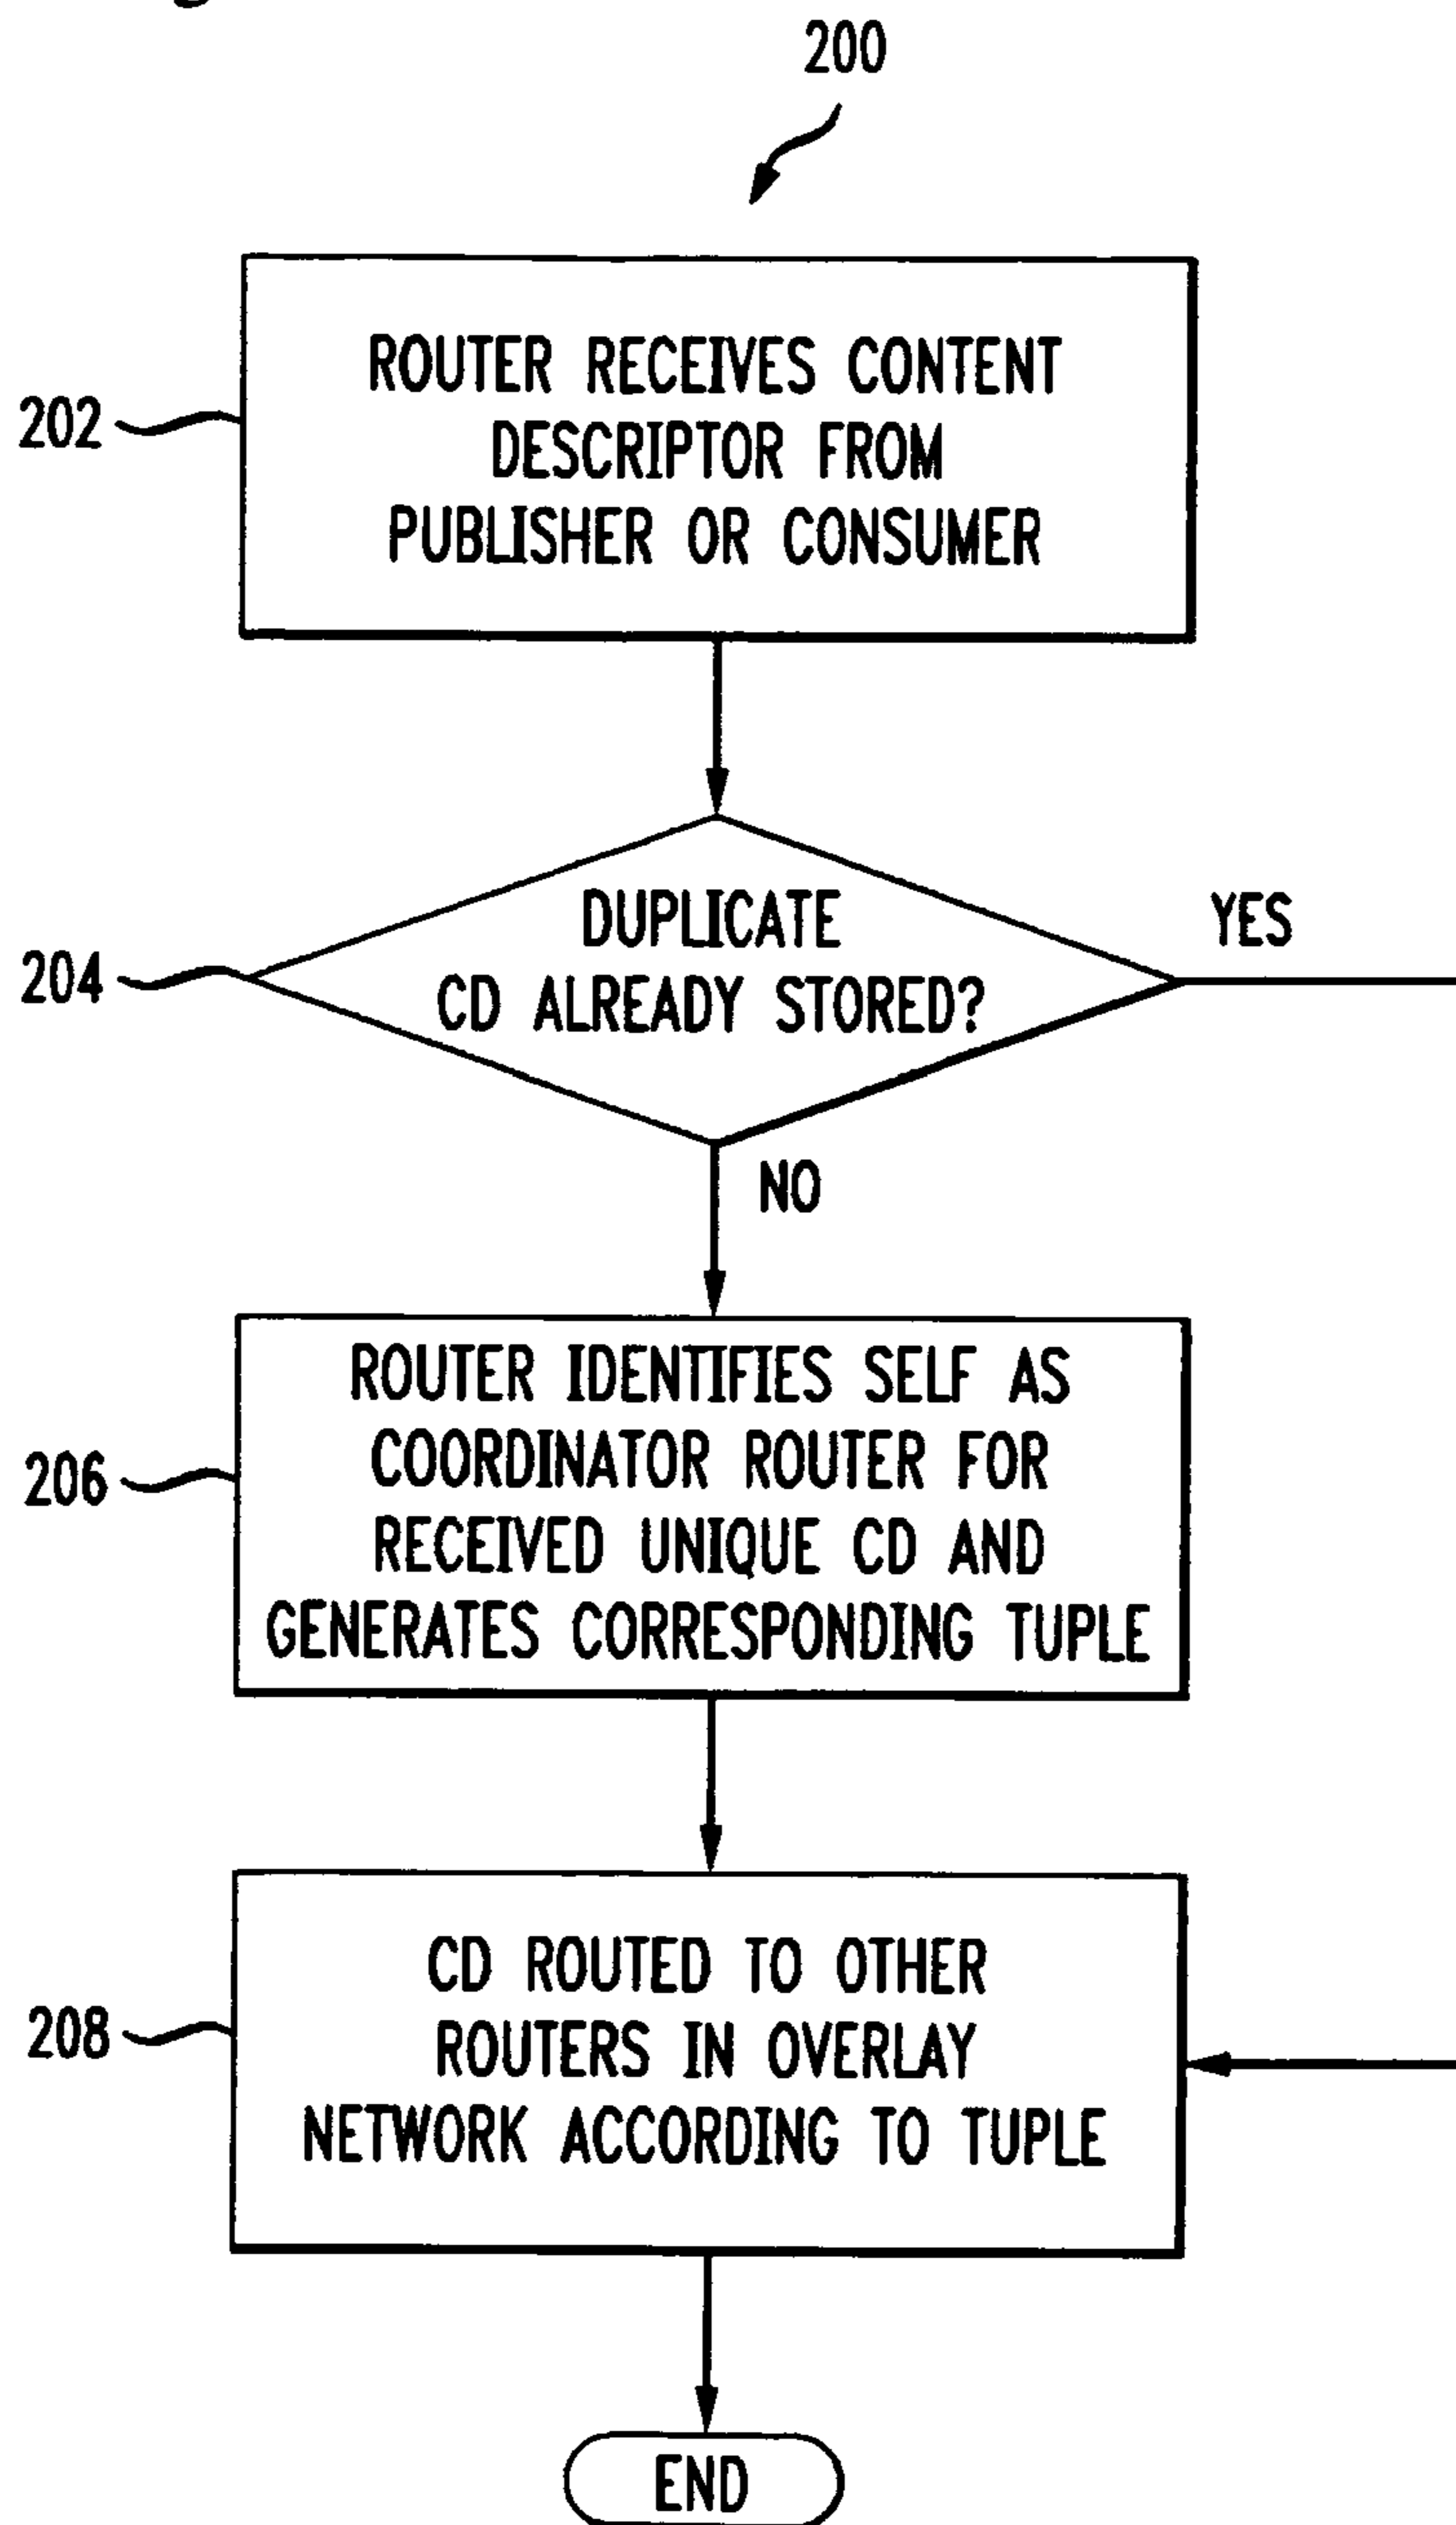 200
202
ROUTER RECEIVES CONTENT
DESCRIPTOR FROM
PUBLISHER OR CONSUMER
204
DUPLICATE
CD ALREADY STORED?
YES
NO
206
ROUTER IDENTIFIES SELF AS
COORDINATOR ROUTER FOR
RECEIVED UNIQUE CD AND
GENERATES CORRESPONDING TUPLE
208
CD ROUTED TO OTHER
ROUTERS IN OVERLAY
NETWORK ACCORDING TO TUPLE
END